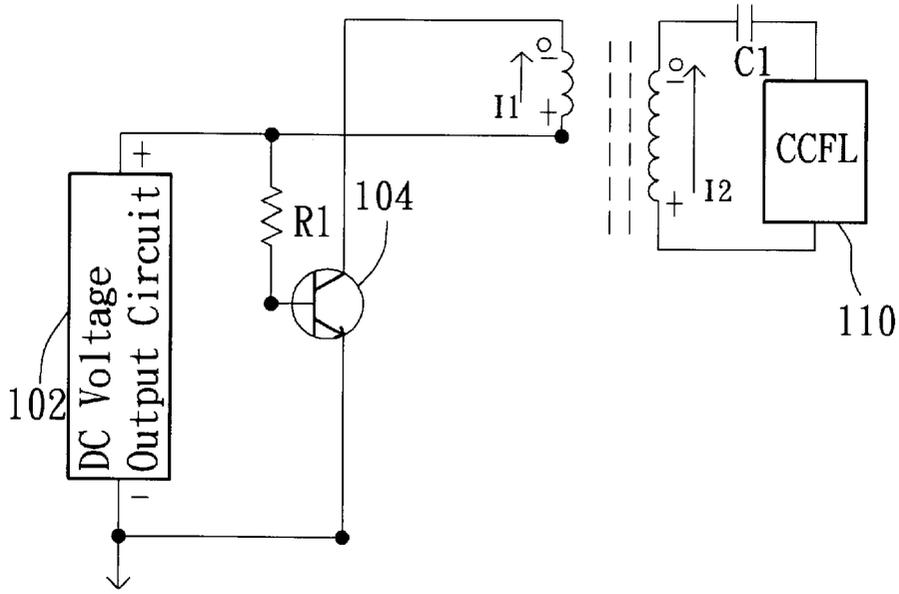 I1
−
+
−
+
I2
C1
CCFL
110
+
R1
104
102
DC Voltage
Output Circuit
−